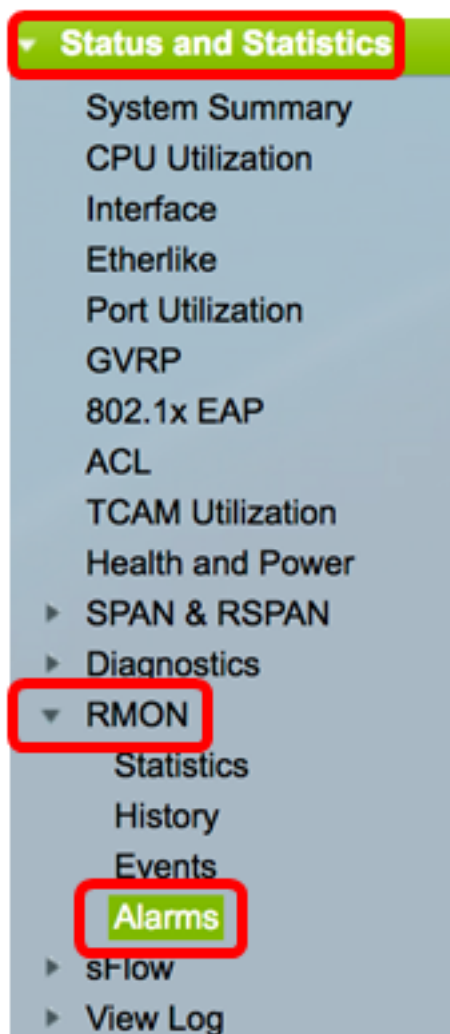 Status and Statistics
System Summary
CPU Utilization
Interface
Etherlike
Port Utilization
GVRP
802.1x EAP
ACL
TCAM Utilization
Health and Power
SPAN & RSPAN
Diagnostics
RMON
Statistics
History
Events
Alarms
sFlow
View Log